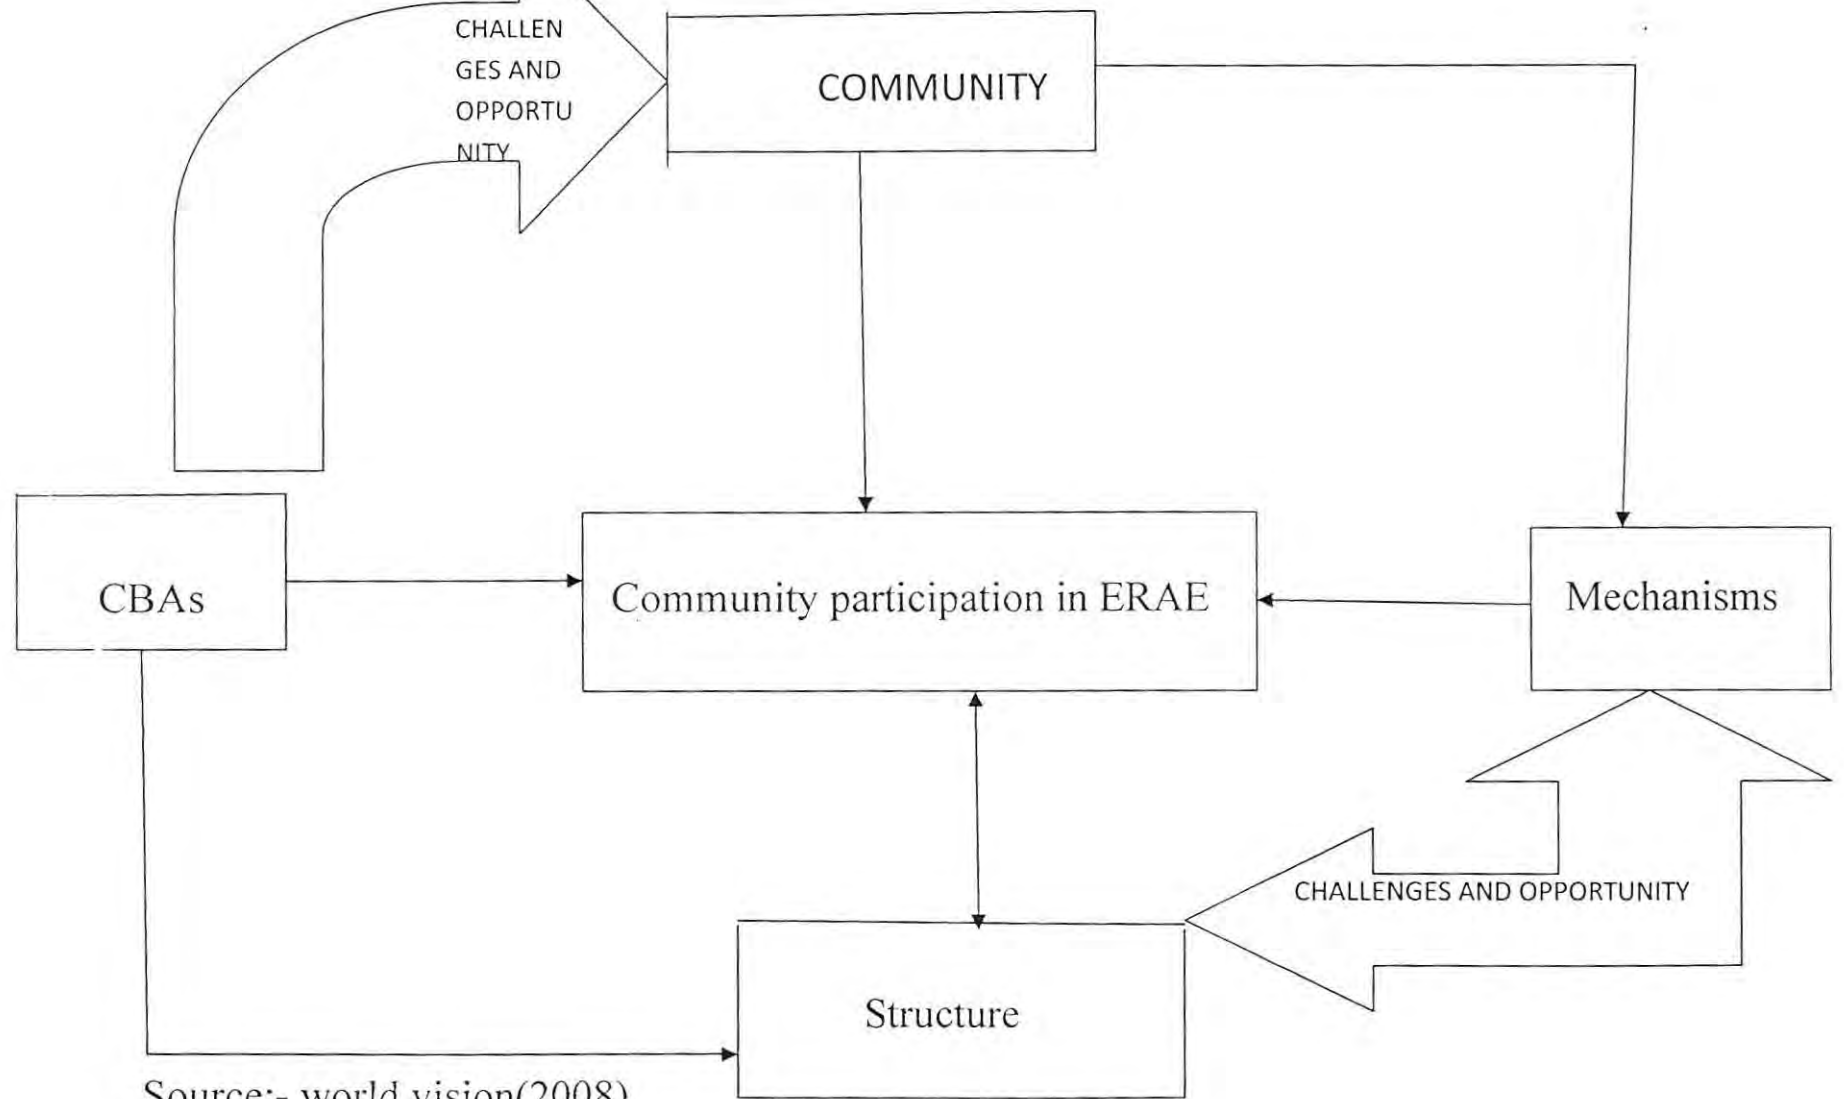 CHALLEN
GES AND
OPPORTU
NITY
COMMUNITY
CBAs
Community participation in ERAE
Mechanisms
CHALLENGES AND OPPORTUNITY
Structure
Source:- world vision(2008)